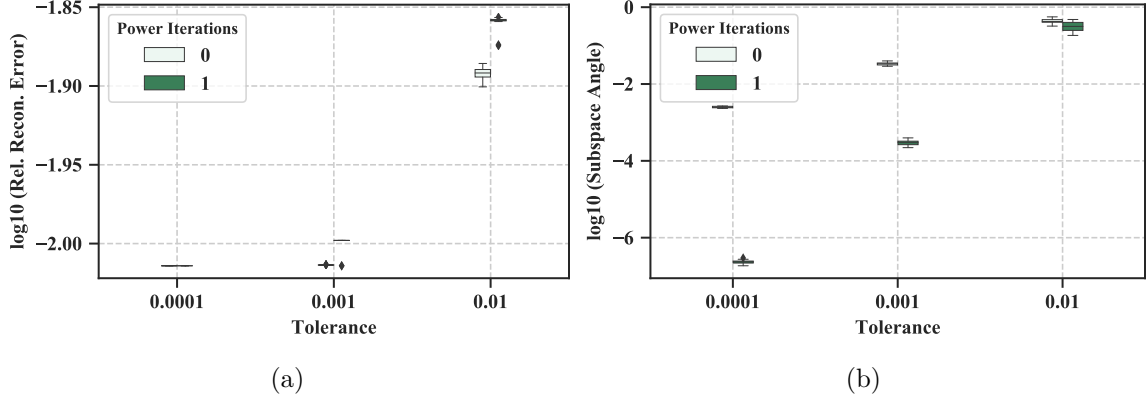 −1.85
−1.90
−1.95
−2.00
log10 (Rel. Recon. Error)
Power Iterations
0
1
0.0001
0.001
0.01
Tolerance
(a)
0
−2
−4
−6
log10 (Subspace Angle)
Power Iterations
0
1
0.0001
0.001
0.01
Tolerance
(b)